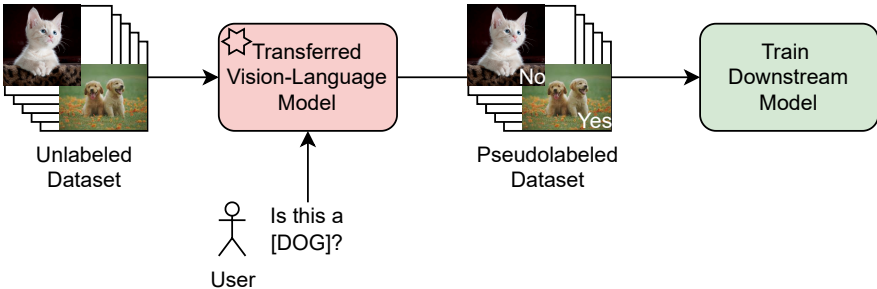 Unlabeled
Dataset
Transferred
Vision-Language
Model
User
Is this a
[DOG]?
No
Yes
Pseudolabeled
Dataset
Train
Downstream
Model